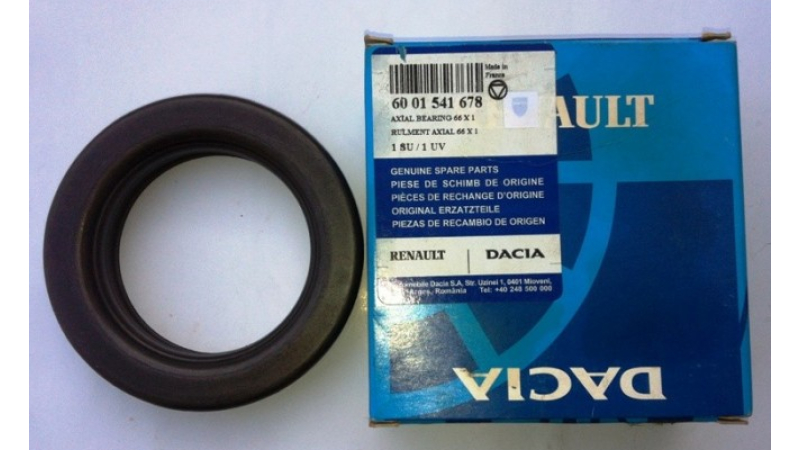 Made in
France
60 01 541 678
AXIAL BEARING 66 X 1
RULMENT AXIAL 66 X 1
1 SU / 1 UV
AULT
GENUINE SPARE PARTS
PIESE DE SCHIMB DE ORIGINE
PIÈCES DE RECHANGE D'ORIGINE
ORIGINAL ERZATZTEILE
PIEZAS DE RECAMBIO DE ORIGEN
RENAULT DACIA
Dacia S.A, Str. Uzinei 1, 0401 Mioveni,
România Tel: +40 248 500 000
DACIA